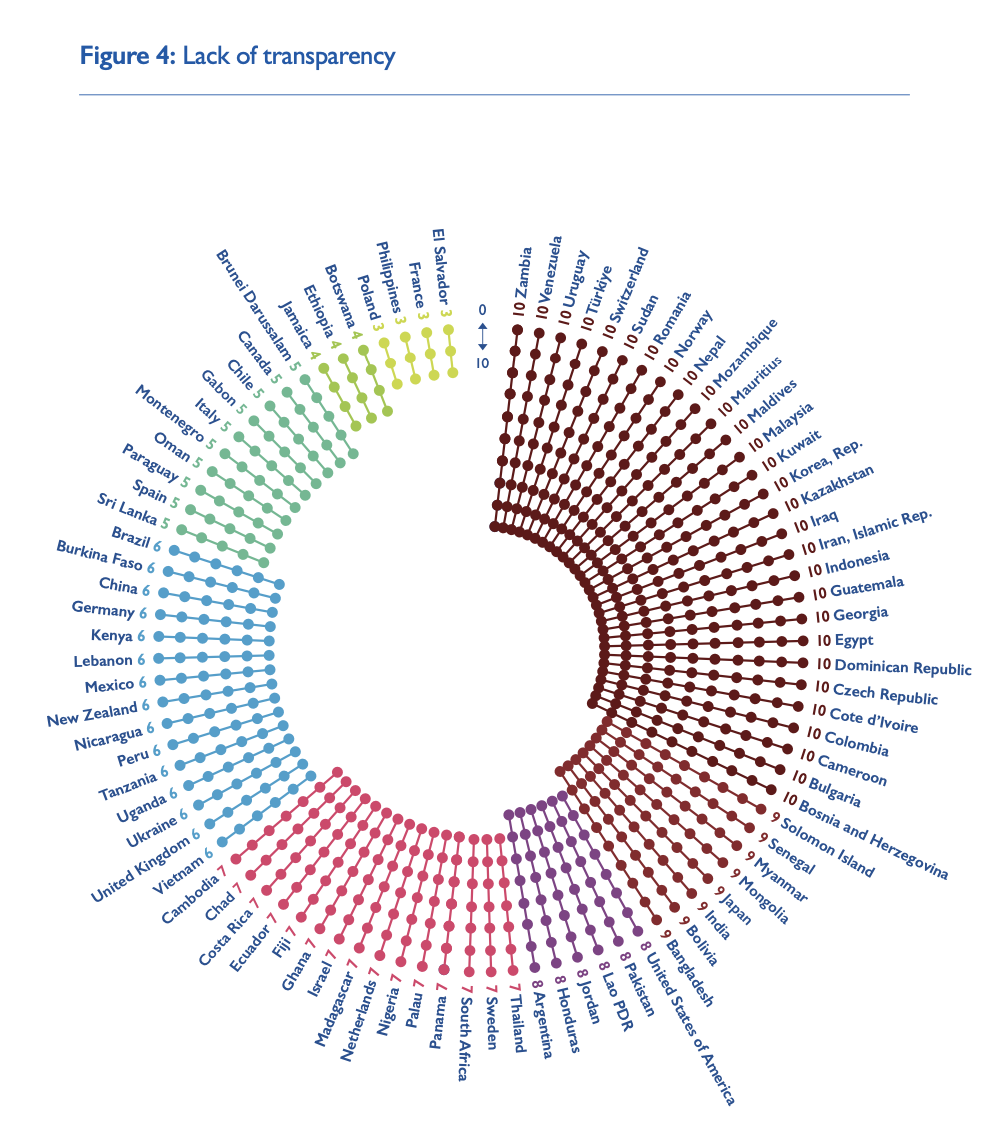 Figure 4: Lack of transparency
0
10
10 Zambia
10 Venezuela
10 Uruguay
10 Türkiye
10 Switzerland
10 Sudan
10 Romania
10 Norway
10 Nepal
10 Mozambique
10 Mauritius
10 Maldives
10 Malaysia
10 Kuwait
10 Korea, Rep.
10 Kazakhstan
10 Iraq
10 Iran, Islamic Rep.
10 Indonesia
10 Guatemala
10 Georgia
10 Egypt
10 Dominican Republic
10 Czech Republic
10 Cote d’Ivoire
10 Colombia
10 Cameroon
10 Bulgaria
10 Bosnia and Herzegovina
9 Solomon Island
9 Senegal
9 Myanmar
9 Mongolia
9 Japan
9 India
9 Bolivia
9 Bangladesh
8 United States of America
8 Pakistan
8 Lao PDR
8 Jordan
8 Honduras
8 Argentina
7 Thailand
7 Sweden
7 South Africa
Panama 7
Palau 7
Nigeria 7
Netherlands 7
Madagascar 7
Israel 7
Ghana 7
Fiji 7
Ecuador 7
Costa Rica 7
Chad 7
Cambodia 7
Vietnam 6
United Kingdom 6
Ukraine 6
Uganda 6
Tanzania 6
Peru 6
Nicaragua 6
New Zealand 6
Mexico 6
Lebanon 6
Kenya 6
Germany 6
China 6
Burkina Faso 6
Brazil 6
Sri Lanka 5
Spain 5
Paraguay 5
Oman 5
Montenegro 5
Italy 5
Gabon 5
Chile 5
Canada 5
Brunei Darussalam 5
Jamaica 4
Ethiopia 4
Botswana 4
Poland 3
Philippines 3
France 3
El Salvador 3